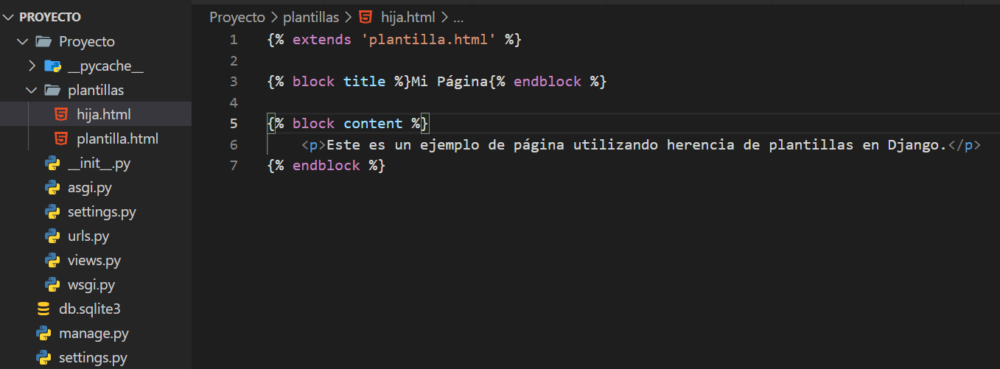 PROYECTO
Proyecto
__pycache__
plantillas
hija.html
plantilla.html
__init__.py
asgi.py
settings.py
urls.py
views.py
wsgi.py
db.sqlite3
manage.py
settings.py
Proyecto > plantillas > hija.html > ...
1 {% extends 'plantilla.html' %}
2
3 {% block title %}Mi Página{% endblock %}
4
5 {% block content %}
6     <p>Este es un ejemplo de página utilizando herencia de plantillas en Django.</p>
7 {% endblock %}